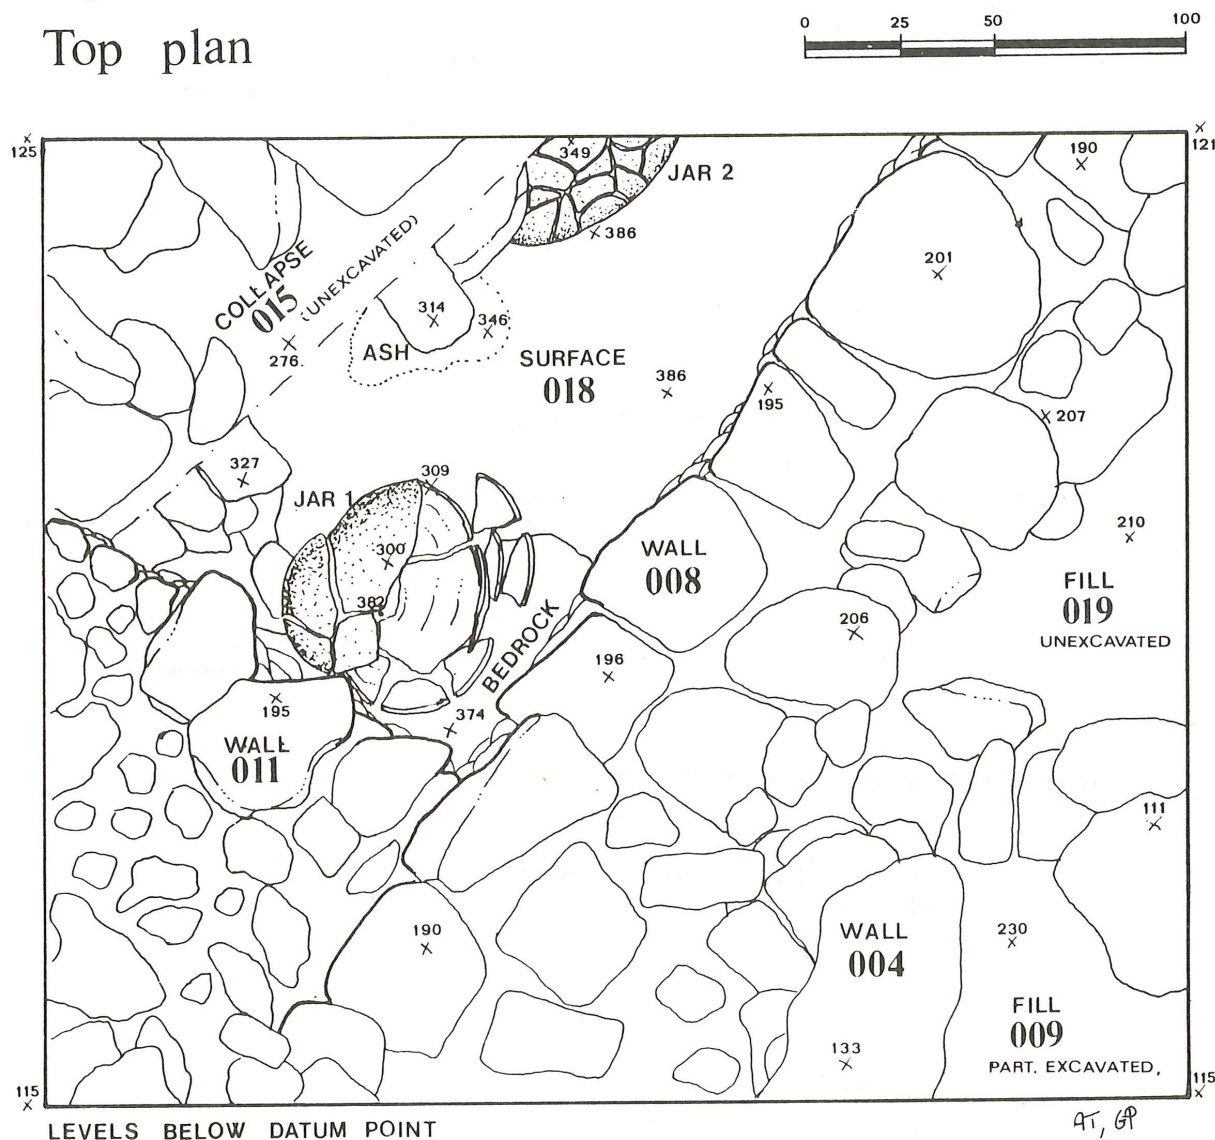 Top plan
0 25 50 100
125
121
349
JAR 2
190
386
201
COLLAPSE
015
(UNEXCAVATED)
314
346
276
ASH
SURFACE
018
386
195
207
327
309
JAR 1
300
382
210
WALL
008
FILL
019
UNEXCAVATED
206
BEDROCK
196
195
374
WALL
011
111
190
WALL
004
230
FILL
009
PART. EXCAVATED,
133
115
115
LEVELS BELOW DATUM POINT
AT, GP